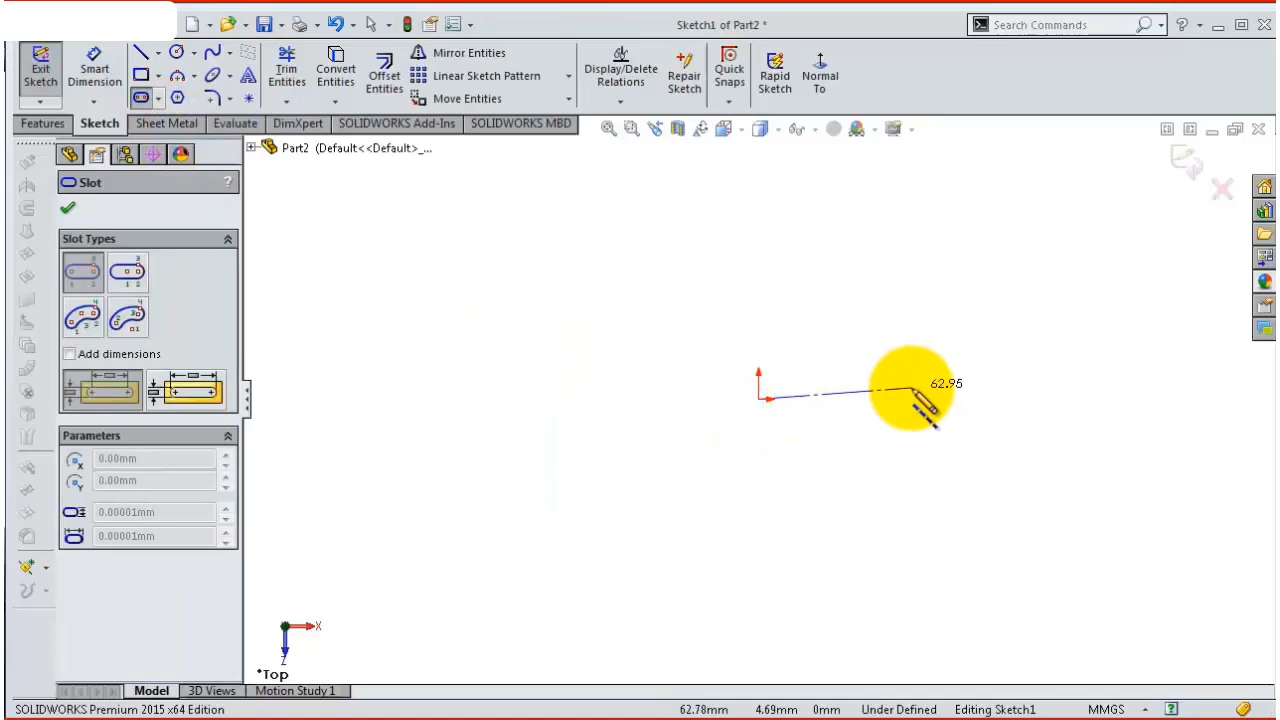 Sketch1 of Part2 *
Search Commands
Exit Sketch
Smart Dimension
Trim Entities
Convert Entities
Offset Entities
Mirror Entities
Linear Sketch Pattern
Move Entities
Display/Delete Relations
Repair Sketch
Quick Snaps
Rapid Sketch
Normal To
Features
Sketch
Sheet Metal
Evaluate
DimXpert
SOLIDWORKS Add-Ins
SOLIDWORKS MBD
Part2 (Default<<Default>_...
Slot
?
Slot Types
Add dimensions
Parameters
0.00mm
0.00mm
0.00001mm
0.00001mm
62.95
X
Z
*Top
Model
3D Views
Motion Study 1
SOLIDWORKS Premium 2015 x64 Edition
62.78mm
4.69mm
0mm
Under Defined
Editing Sketch1
MMGS